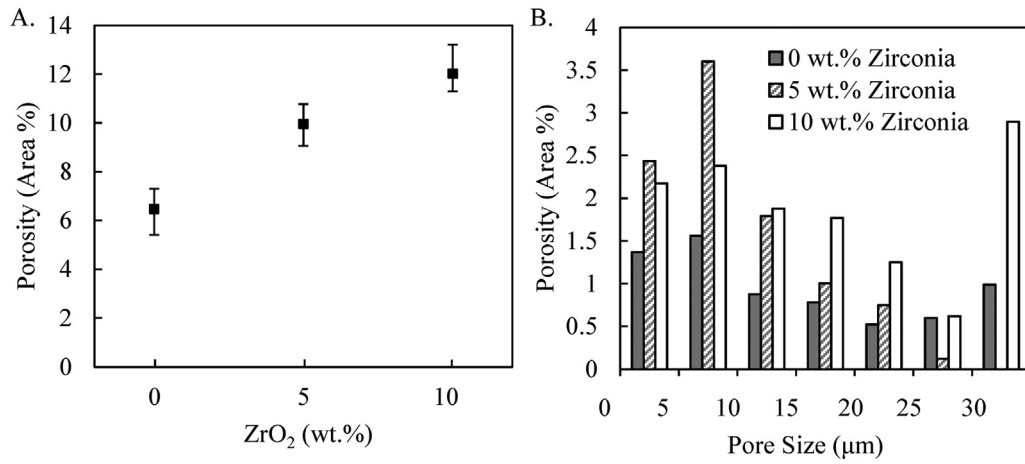 A.
Porosity (Area %)
14
12
10
8
6
4
2
0
0 5 10
ZrO₂ (wt.%)
B.
Porosity (Area %)
4
3.5
3
2.5
2
1.5
1
0.5
0
0 wt.% Zirconia
5 wt.% Zirconia
10 wt.% Zirconia
0 5 10 15 20 25 30
Pore Size (μm)